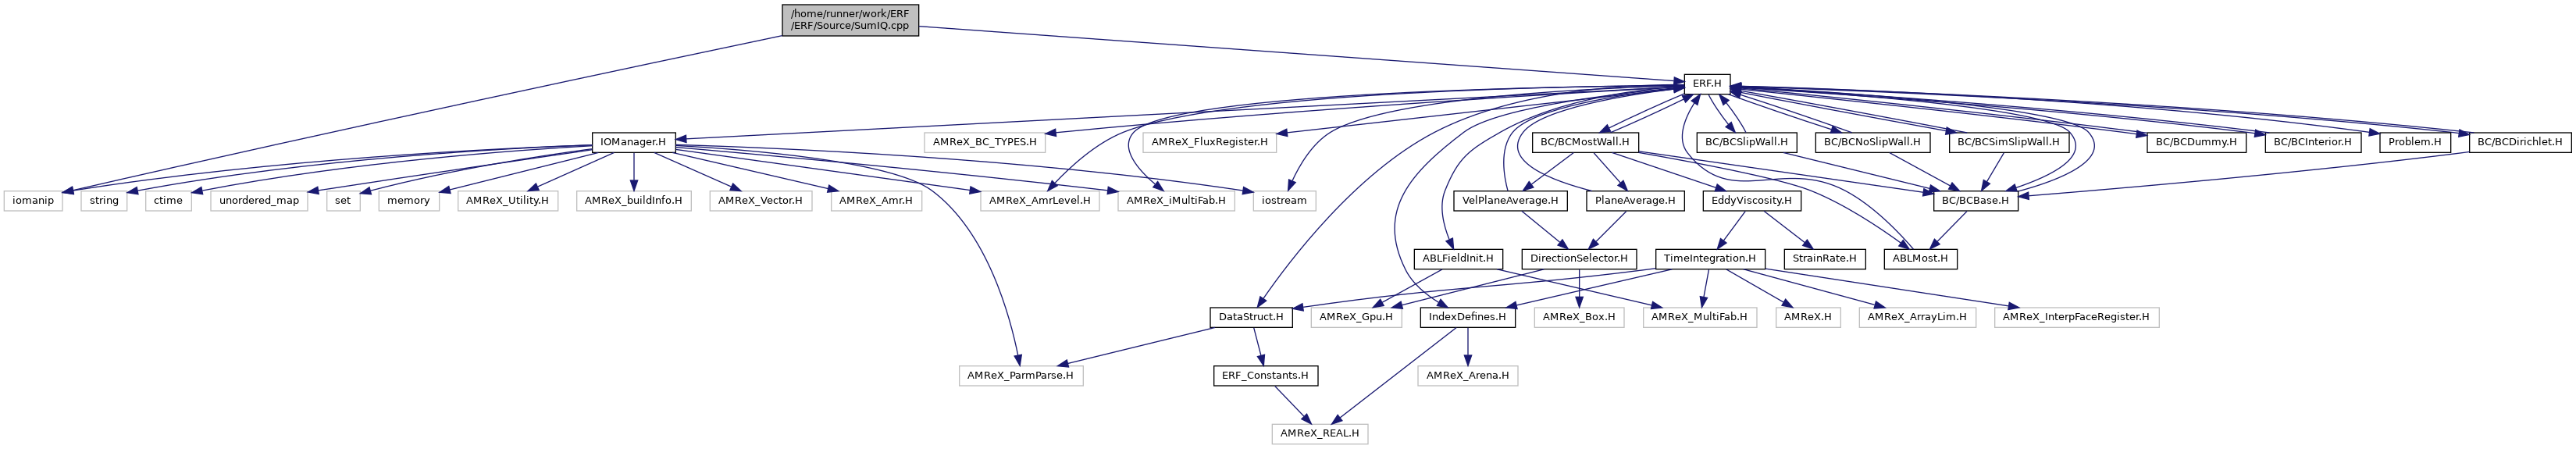 /home/runner/work/ERF
/ERF/Source/SumIQ.cpp
ERF.H
IOManager.H
AMReX_BC_TYPES.H
AMReX_FluxRegister.H
BC/BCMostWall.H
BC/BCSlipWall.H
BC/BCNoSlipWall.H
BC/BCSimSlipWall.H
BC/BCDummy.H
BC/BCInterior.H
Problem.H
BC/BCDirichlet.H
iomanip
string
ctime
unordered_map
set
memory
AMReX_Utility.H
AMReX_buildInfo.H
AMReX_Vector.H
AMReX_Amr.H
AMReX_AmrLevel.H
AMReX_iMultiFab.H
iostream
VelPlaneAverage.H
PlaneAverage.H
EddyViscosity.H
BC/BCBase.H
ABLFieldInit.H
DirectionSelector.H
TimeIntegration.H
StrainRate.H
ABLMost.H
DataStruct.H
AMReX_Gpu.H
IndexDefines.H
AMReX_Box.H
AMReX_MultiFab.H
AMReX.H
AMReX_ArrayLim.H
AMReX_InterpFaceRegister.H
AMReX_ParmParse.H
ERF_Constants.H
AMReX_Arena.H
AMReX_REAL.H